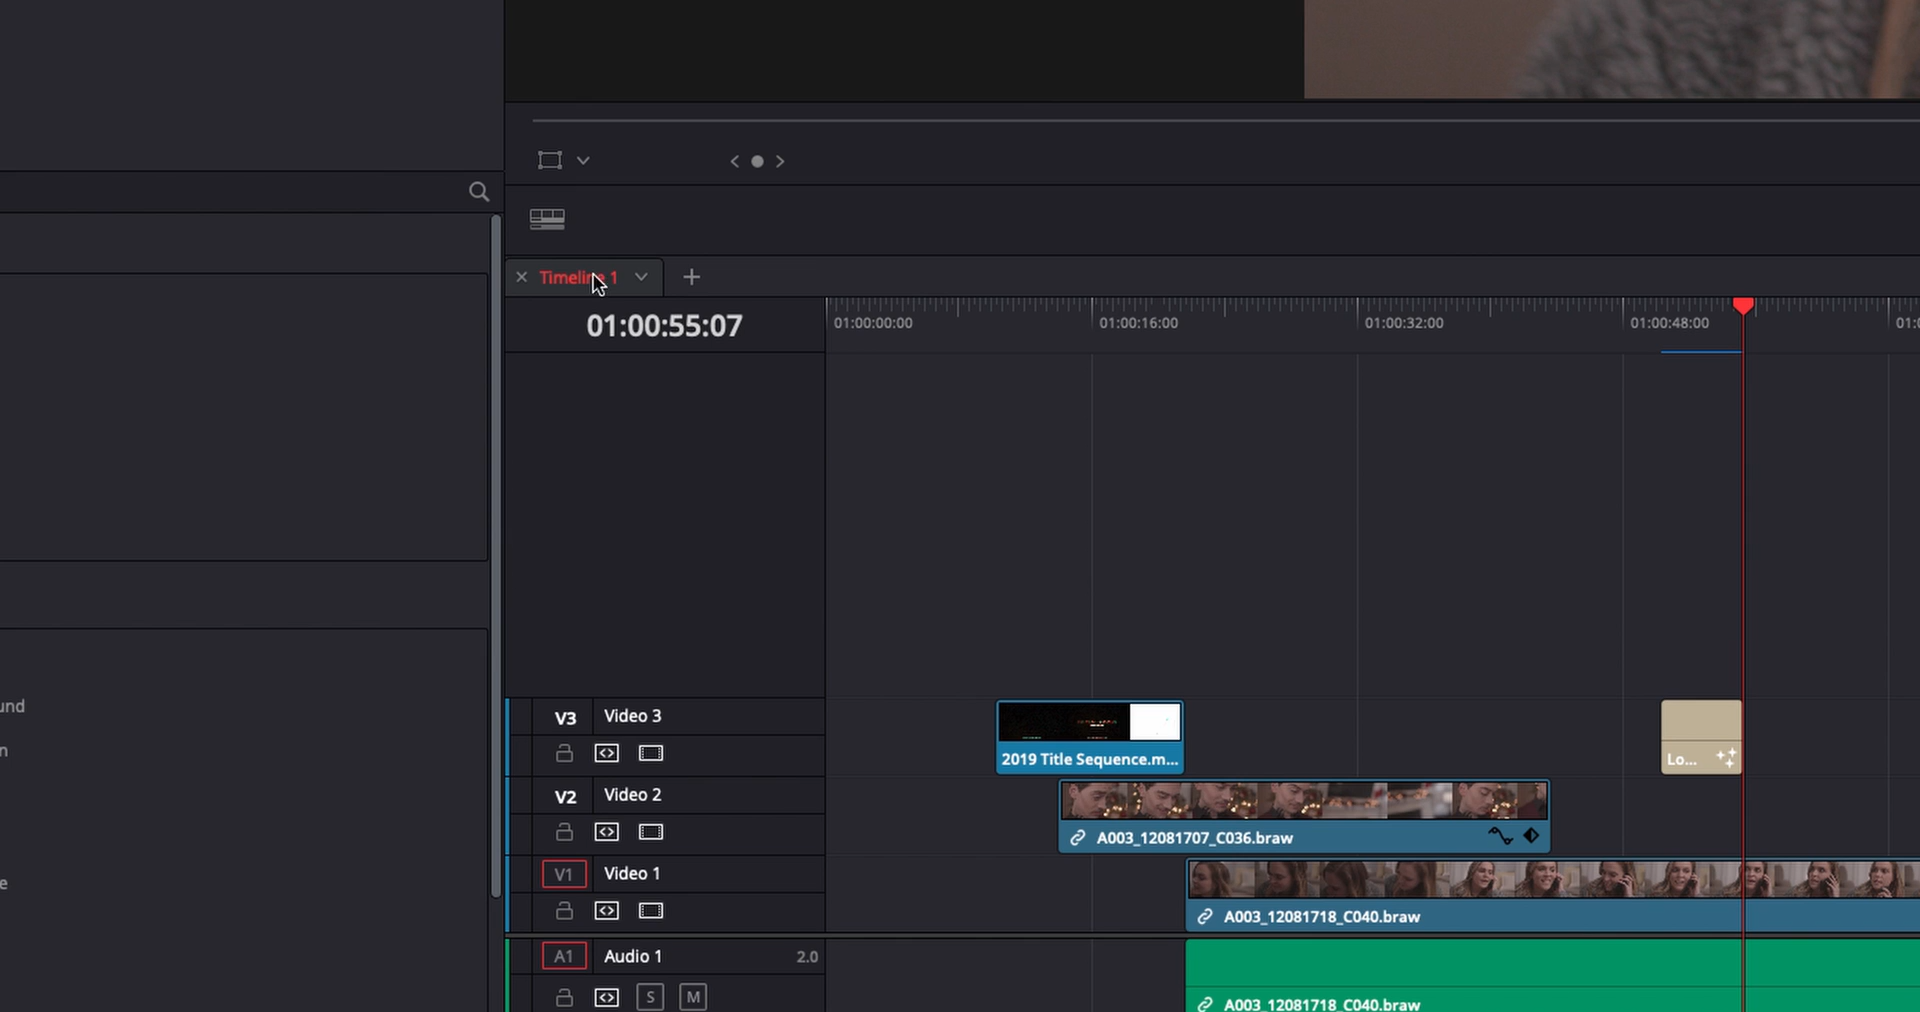 Timeline 1
01:00:55:07
01:00:00:00
01:00:16:00
01:00:32:00
01:00:48:00
01:0
V3 Video 3
2019 Title Sequence.m...
Lo...
und
n
V2 Video 2
A003_12081707_C036.braw
V1 Video 1
e
A003_12081718_C040.braw
A1 Audio 1 2.0
S M
A003_12081718_C040.braw